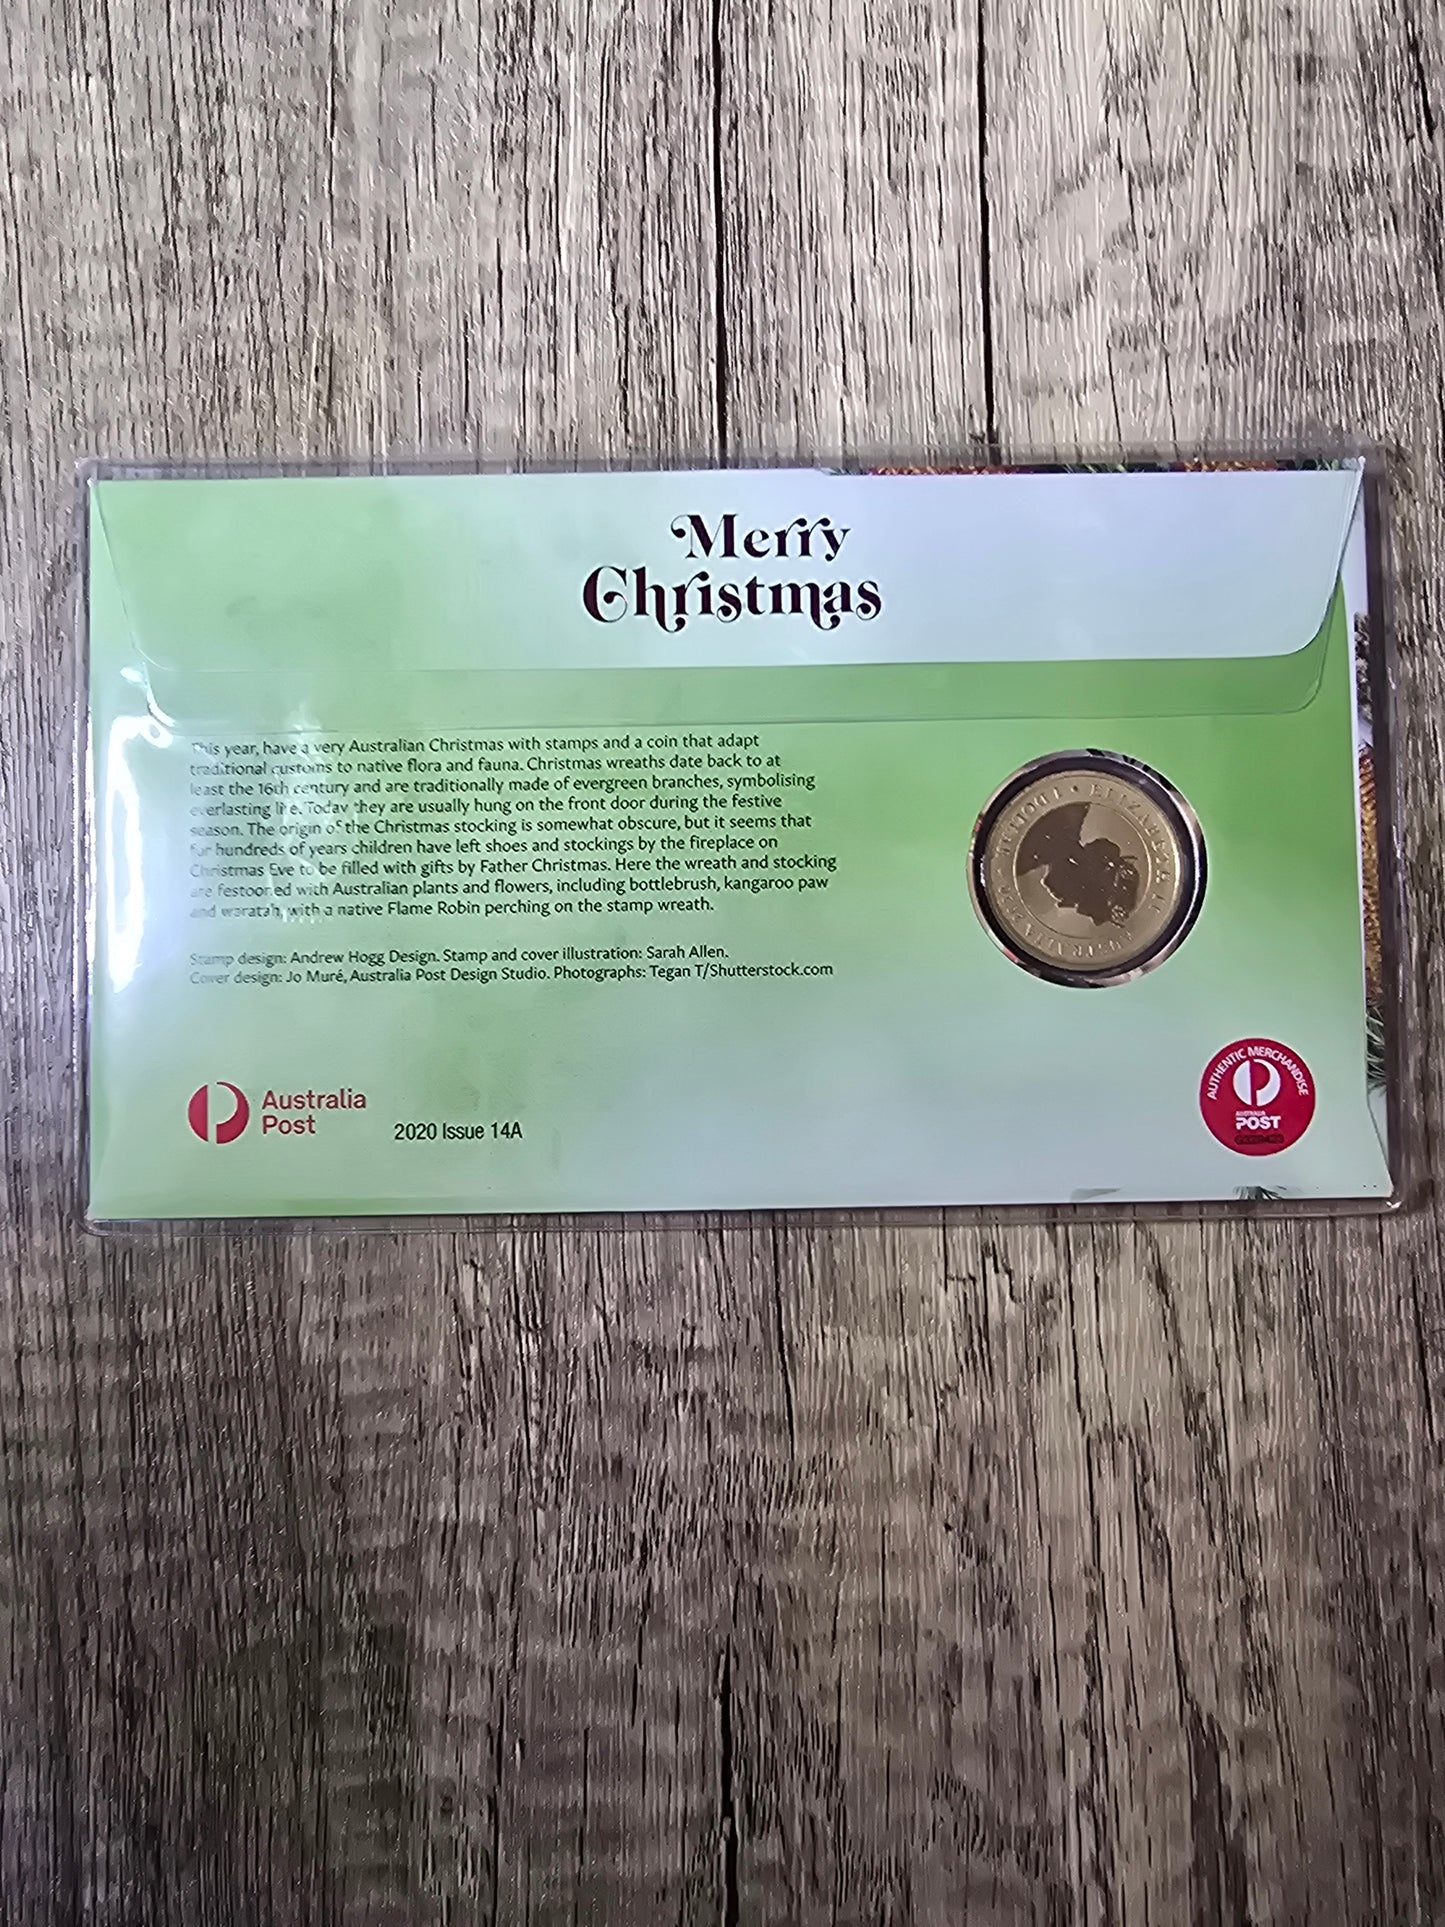 Merry
Christmas
This year, have a very Australian Christmas with stamps and a coin that adapt
traditional customs to native flora and fauna. Christmas wreaths date back to at
least the 16th century and are traditionally made of evergreen branches, symbolising
everlasting life. Today they are usually hung on the front door during the festive
season. The origin of the Christmas stocking is somewhat obscure, but it seems that
for hundreds of years children have left shoes and stockings by the fireplace on
Christmas Eve to be filled with gifts by Father Christmas. Here the wreath and stocking
are festooned with Australian plants and flowers, including bottlebrush, kangaroo paw
and waratah, with a native Flame Robin perching on the stamp wreath.
Stamp design: Andrew Hogg Design. Stamp and cover illustration: Sarah Allen.
Cover design: Jo Muré, Australia Post Design Studio. Photographs: Tegan T/Shutterstock.com
ELIZABETH II
AUSTRALIA
1 DOLLAR
Australia
Post
2020 Issue 14A
AUTHENTIC MERCHANDISE
AUSTRALIA
POST